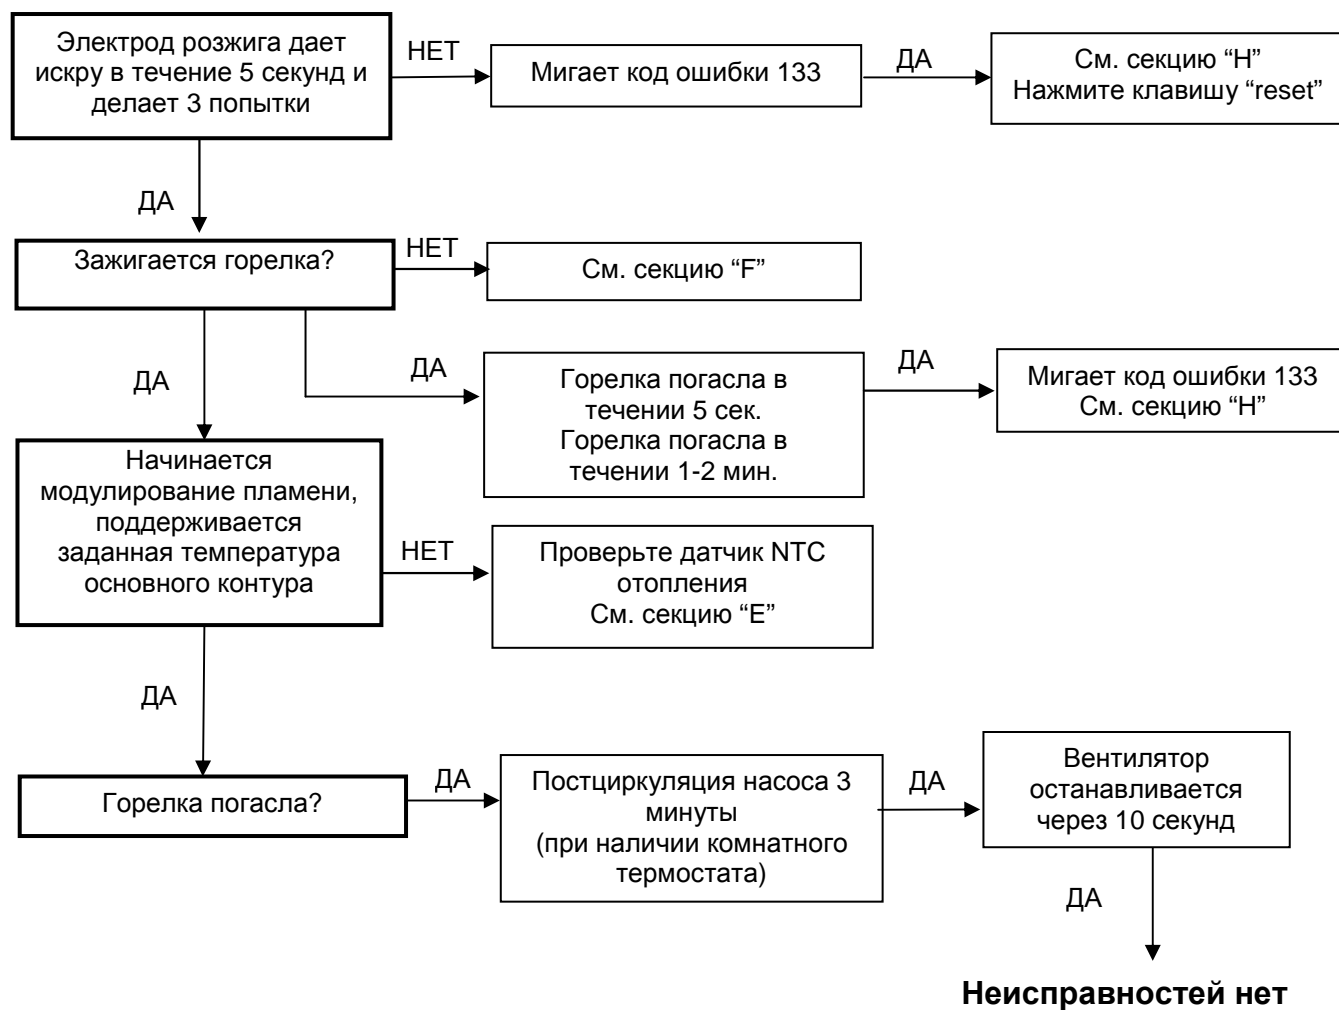 Электрод розжига дает
искру в течение 5 секунд и
делает 3 попытки
НЕТ
Мигает код ошибки 133
ДА
См. секцию “H”
Нажмите клавишу “reset”
ДА
Зажигается горелка?
НЕТ
См. секцию “F”
ДА
ДА
Горелка погасла в
течении 5 сек.
Горелка погасла в
течении 1-2 мин.
ДА
Мигает код ошибки 133
См. секцию “H”
Начинается
модулирование пламени,
поддерживается
заданная температура
основного контура
НЕТ
Проверьте датчик NTC
отопления
См. секцию “E”
ДА
Горелка погасла?
ДА
Постциркуляция насоса 3
минуты
(при наличии комнатного
термостата)
ДА
Вентилятор
останавливается
через 10 секунд
ДА
Неисправностей нет